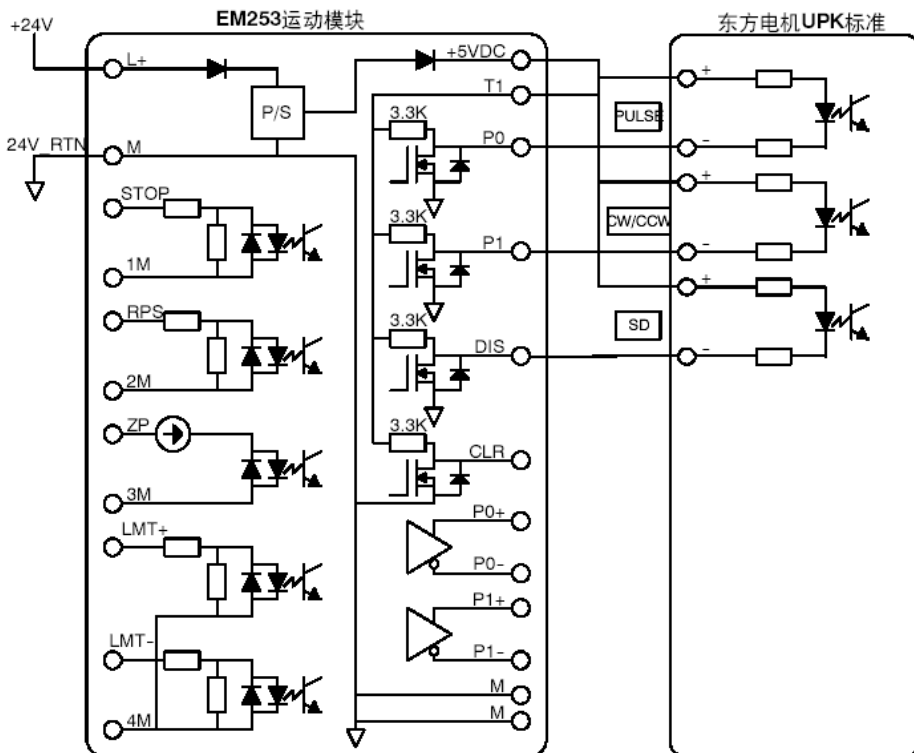 EM253运动模块
东方电机UPK标准
+24V
L+
+5VDC
T1
P/S
3.3K
PULSE
P0
24V_RTN
M
STOP
3.3K
CW/CCW
P1
1M
RPS
3.3K
SD
DIS
2M
ZP
3.3K
CLR
3M
P0+
LMT+
P0-
P1+
LMT-
P1-
M
4M
M
+
-
+
-
+
-